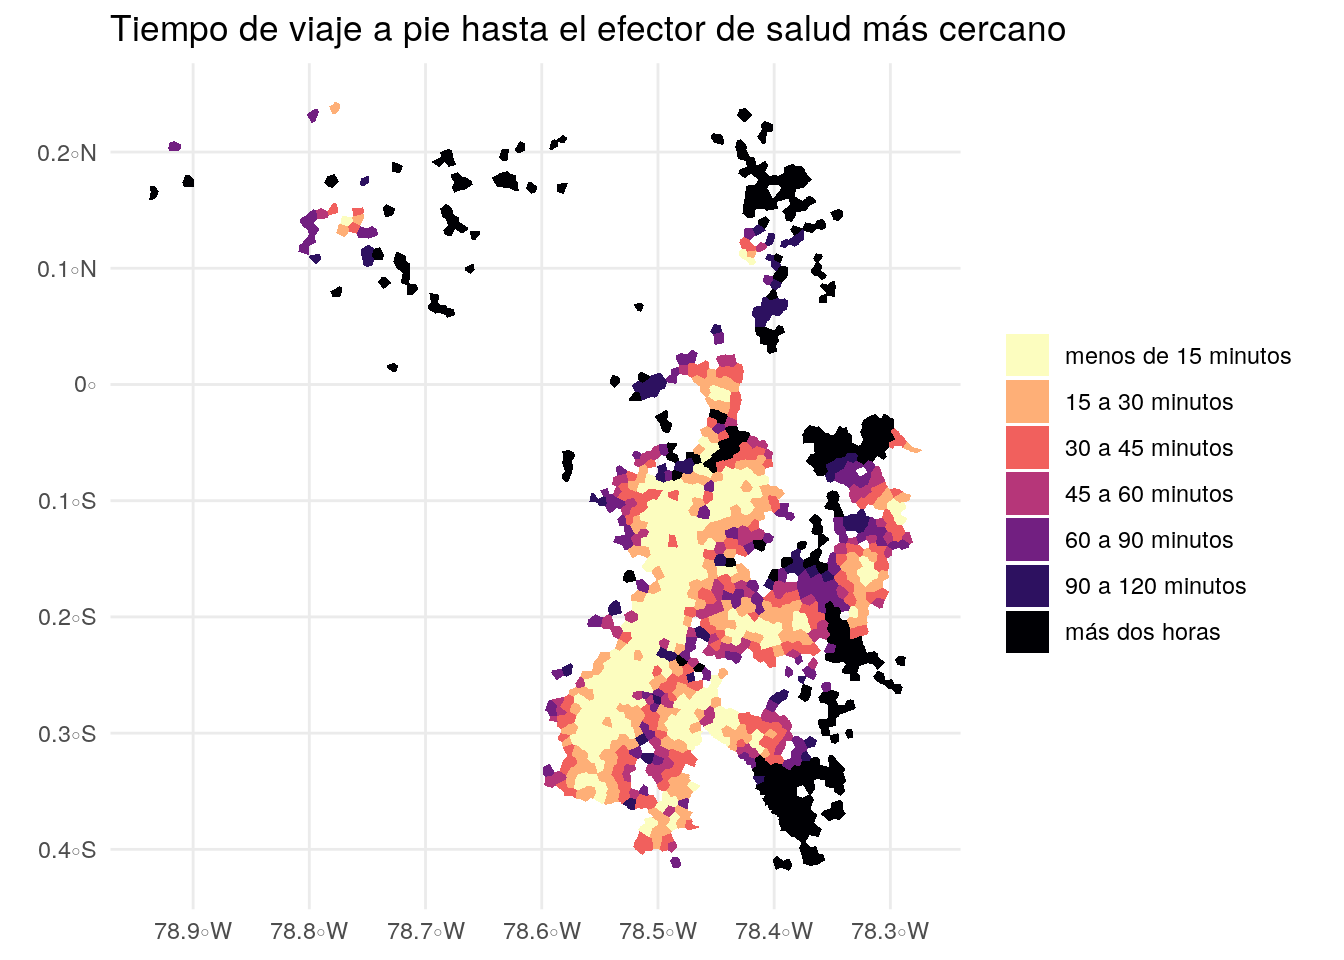 Tiempo de viaje a pie hasta el efector de salud más cercano
0.2◦N
0.1◦N
0◦
0.1◦S
0.2◦S
0.3◦S
0.4◦S
78.9◦W
78.8◦W
78.7◦W
78.6◦W
78.5◦W
78.4◦W
78.3◦W
menos de 15 minutos
15 a 30 minutos
30 a 45 minutos
45 a 60 minutos
60 a 90 minutos
90 a 120 minutos
más dos horas